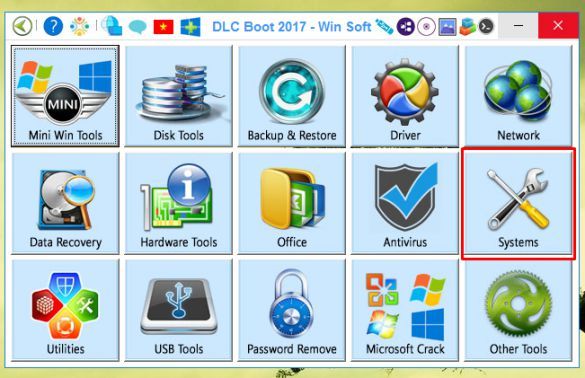 DLC Boot 2017 - Win Soft
MINI
Mini Win Tools
Disk Tools
Backup & Restore
Driver
Network
Data Recovery
Hardware Tools
Office
Antivirus
Systems
Utilities
USB Tools
Password Remove
Microsoft Crack
Other Tools